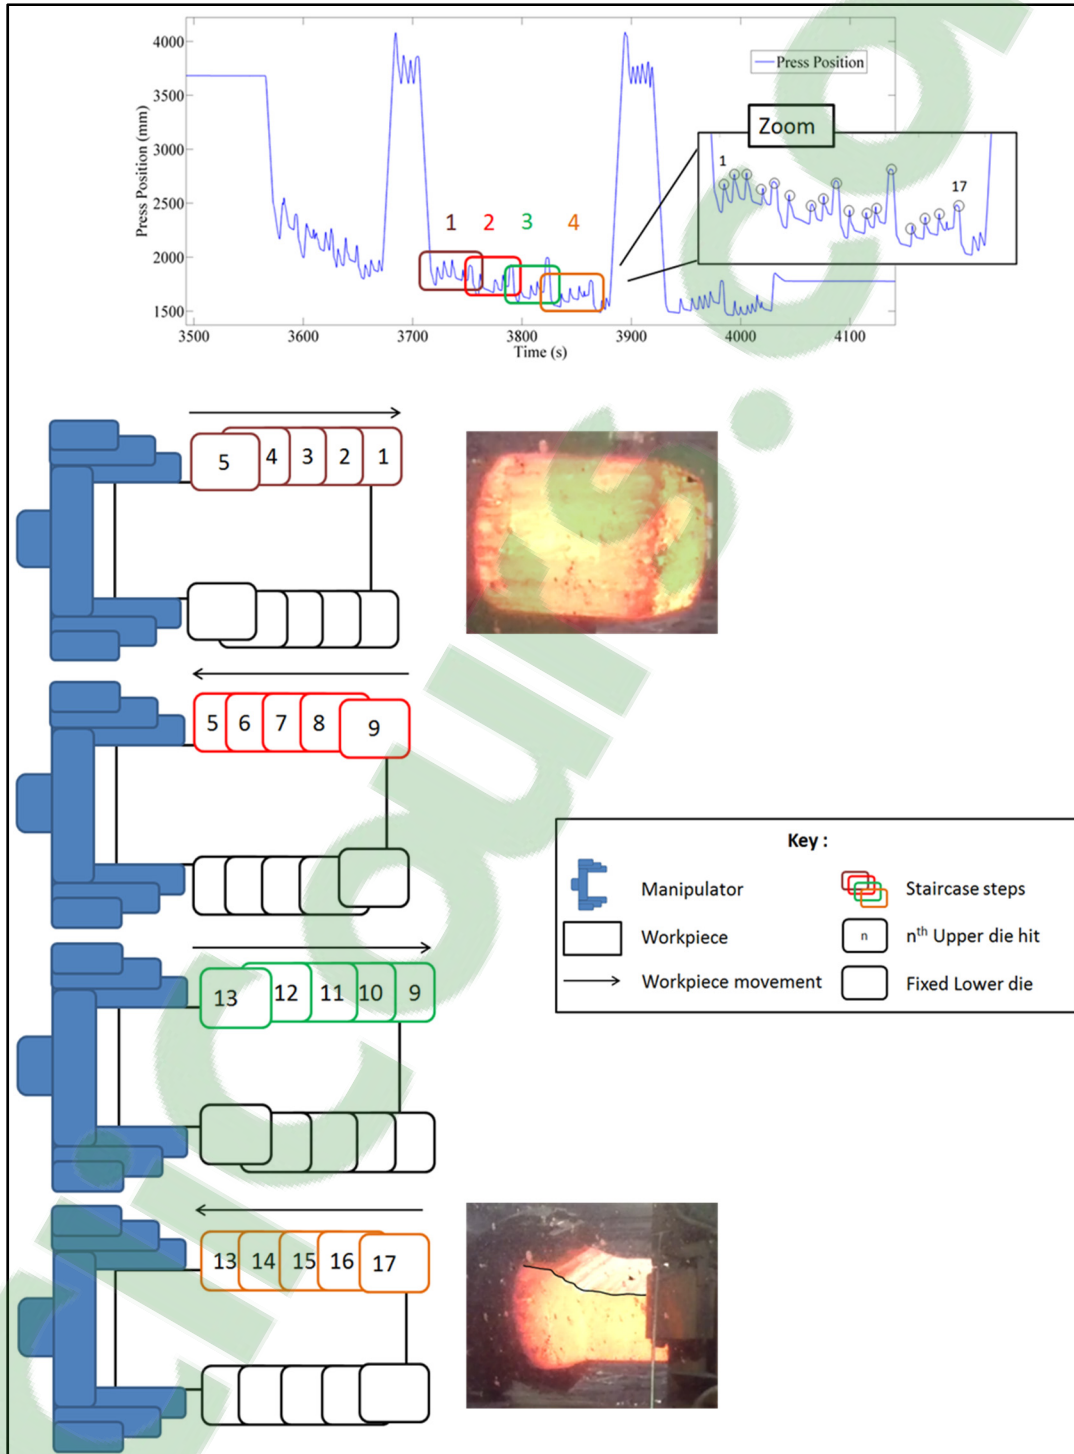 4000
3500
3000
2500
2000
1500
Press Position (mm)
3500 3600 3700 3800 3900 4000 4100
Time (s)
Press Position
Zoom
1
17
1 2 3 4
5 4 3 2 1
5 6 7 8 9
13 12 11 10 9
13 14 15 16 17
Key :
Manipulator
Staircase steps
Workpiece
n
nth Upper die hit
Workpiece movement
Fixed Lower die